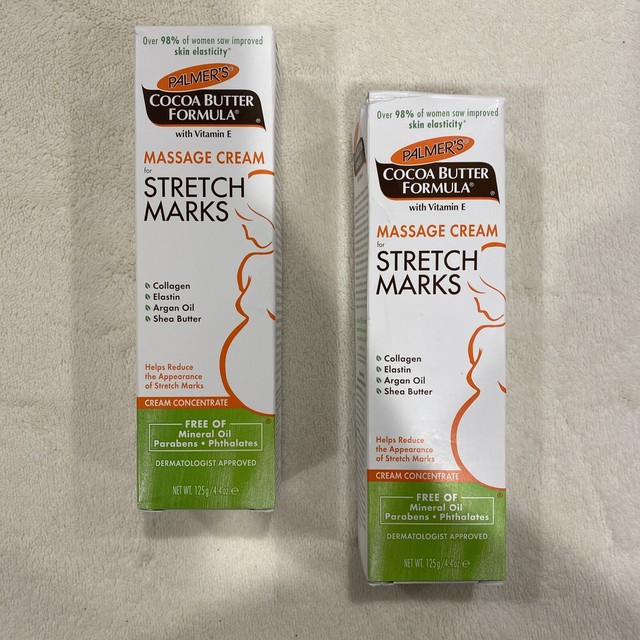 Over 98% of women saw improved
skin elasticity*
PALMER'S®
COCOA BUTTER
FORMULA®
with Vitamin E
MASSAGE CREAM
for
STRETCH
MARKS
Collagen
Elastin
Argan Oil
Shea Butter
Helps Reduce
the Appearance
of Stretch Marks
CREAM CONCENTRATE
FREE OF
Mineral Oil
Parabens • Phthalates
DERMATOLOGIST APPROVED
NET WT. 125g/4.4oz e
Over 98% of women saw improved
skin elasticity*
PALMER'S®
COCOA BUTTER
FORMULA®
with Vitamin E
MASSAGE CREAM
for
STRETCH
MARKS
Collagen
Elastin
Argan Oil
Shea Butter
Helps Reduce
the Appearance
of Stretch Marks
CREAM CONCENTRATE
FREE OF
Mineral Oil
Parabens • Phthalates
DERMATOLOGIST APPROVED
NET WT. 125g/4.4oz e